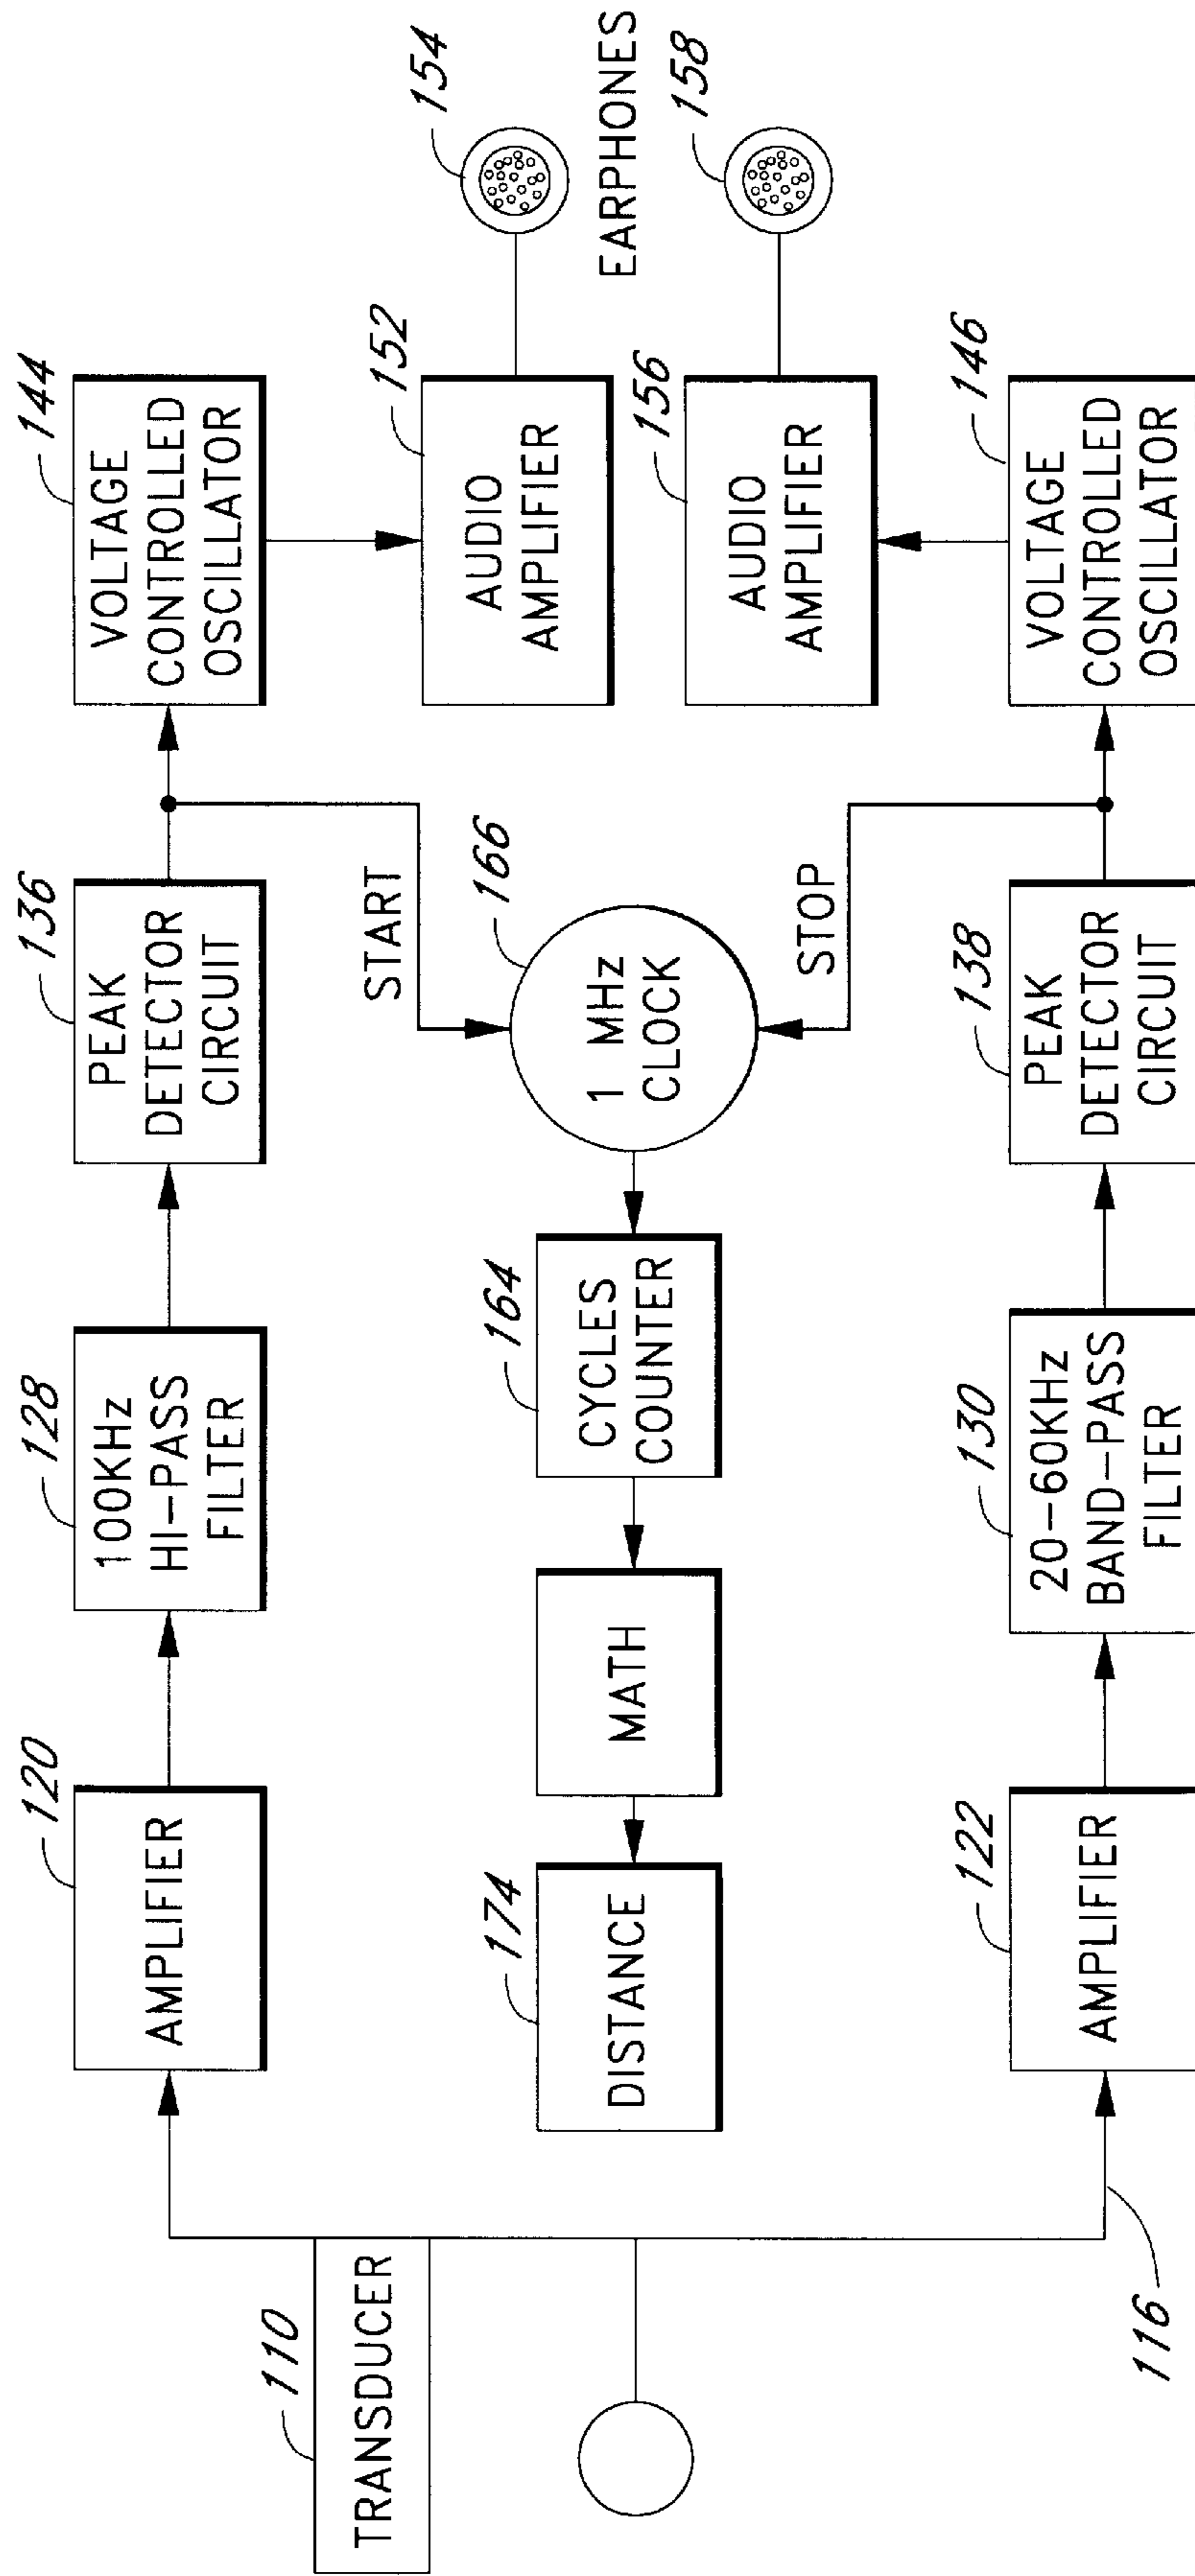 110
TRANSDUCER
116
120
AMPLIFIER
128
100KHz
HI-PASS
FILTER
136
PEAK
DETECTOR
CIRCUIT
144
VOLTAGE
CONTROLLED
OSCILLATOR
START
152
AUDIO
AMPLIFIER
154
EARPHONES
174
DISTANCE
MATH
164
CYCLES
COUNTER
166
1 MHz
CLOCK
156
AUDIO
AMPLIFIER
158
STOP
122
AMPLIFIER
130
20-60KHz
BAND-PASS
FILTER
138
PEAK
DETECTOR
CIRCUIT
146
VOLTAGE
CONTROLLED
OSCILLATOR